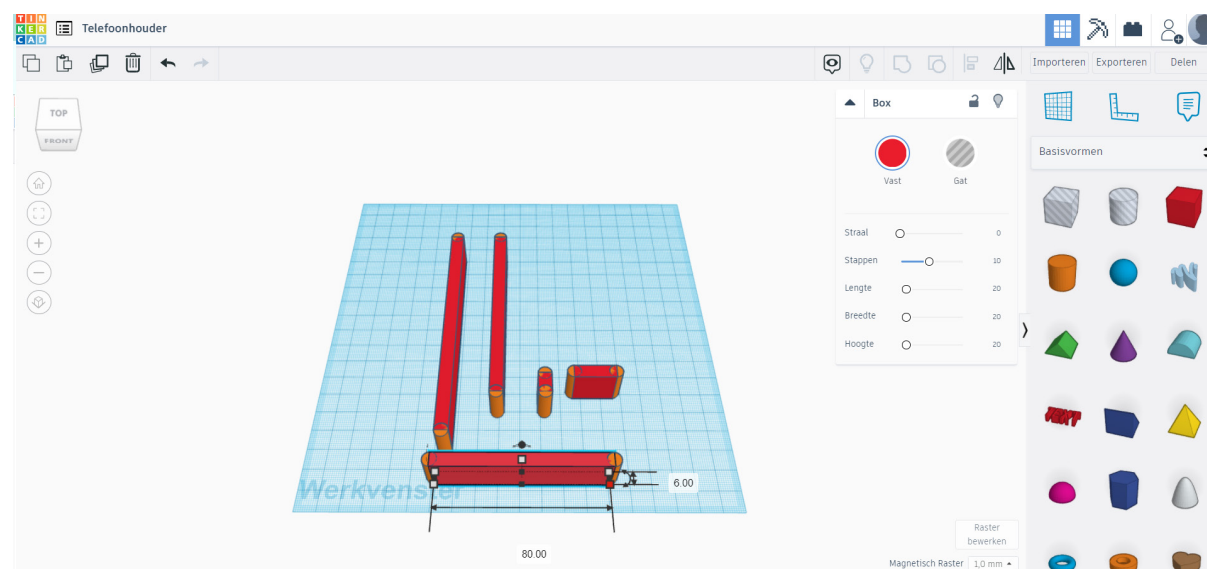 TIN
KER
CAD
Telefoonhouder
Importeren Exporteren Delen
TOP
FRONT
Box
Vast Gat
Straal 0
Stappen 10
Lengte 20
Breedte 20
Hoogte 20
Basisvormen
TEXT
Werkvenster
6.00
80.00
Raster
bewerken
Magnetisch Raster 1,0 mm